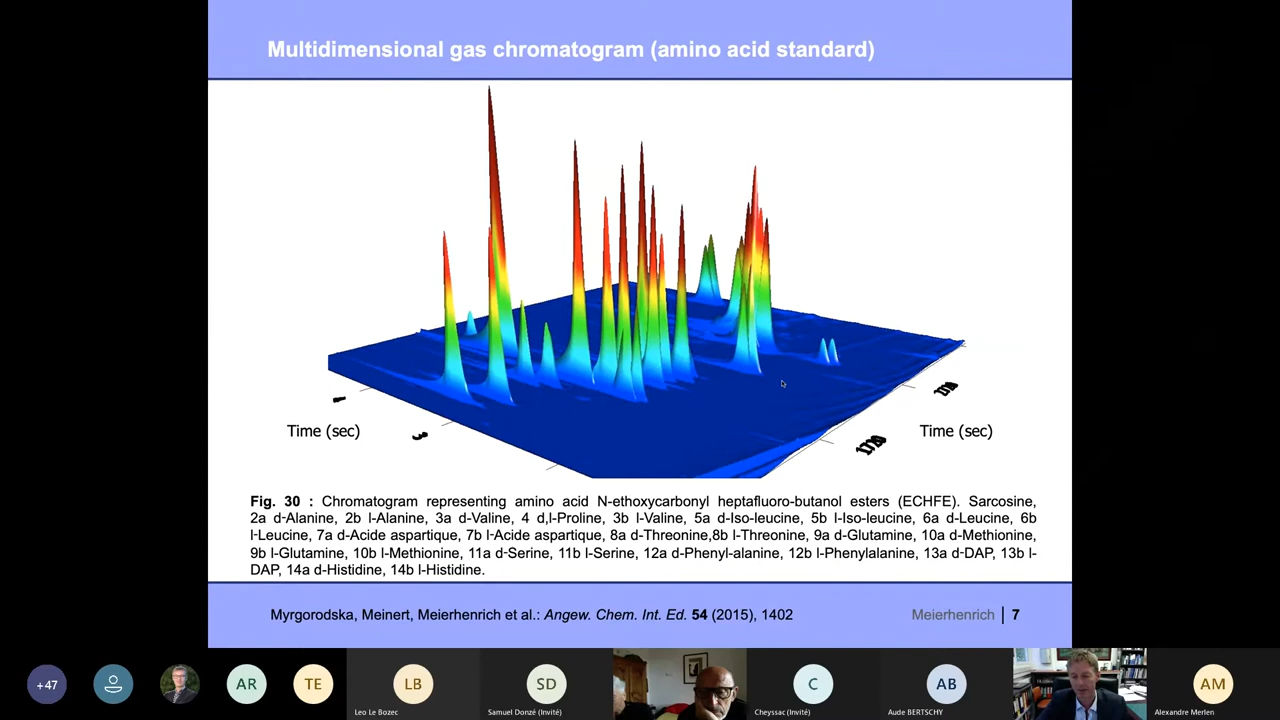 Multidimensional gas chromatogram (amino acid standard)
Time (sec)
Time (sec)
1
3
Fig. 30 : Chromatogram representing amino acid N-ethoxycarbonyl heptafluoro-butanol esters (ECHFE). Sarcosine,
2a d-Alanine, 2b l-Alanine, 3a d-Valine, 4 d,l-Proline, 3b l-Valine, 5a d-Iso-leucine, 5b l-Iso-leucine, 6a d-Leucine, 6b
l-Leucine, 7a d-Acide aspartique, 7b l-Acide aspartique, 8a d-Threonine,8b l-Threonine, 9a d-Glutamine, 10a d-Methionine,
9b l-Glutamine, 10b l-Methionine, 11a d-Serine, 11b l-Serine, 12a d-Phenyl-alanine, 12b l-Phenylalanine, 13a d-DAP, 13b l-
DAP, 14a d-Histidine, 14b l-Histidine.
Myrgorodska, Meinert, Meierhenrich et al.: Angew. Chem. Int. Ed. 54 (2015), 1402
Meierhenrich | 7
+47
AR
TE
LB
Leo Le Bozec
SD
Samuel Donzé (Invité)
C
Cheyssac (Invité)
AB
Aude BERTSCHY
AM
Alexandre Merlen